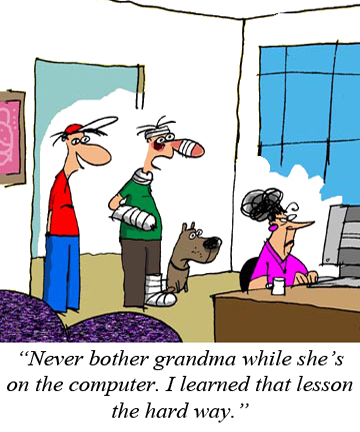 “Never bother grandma while she’s
on the computer. I learned that lesson
the hard way.”